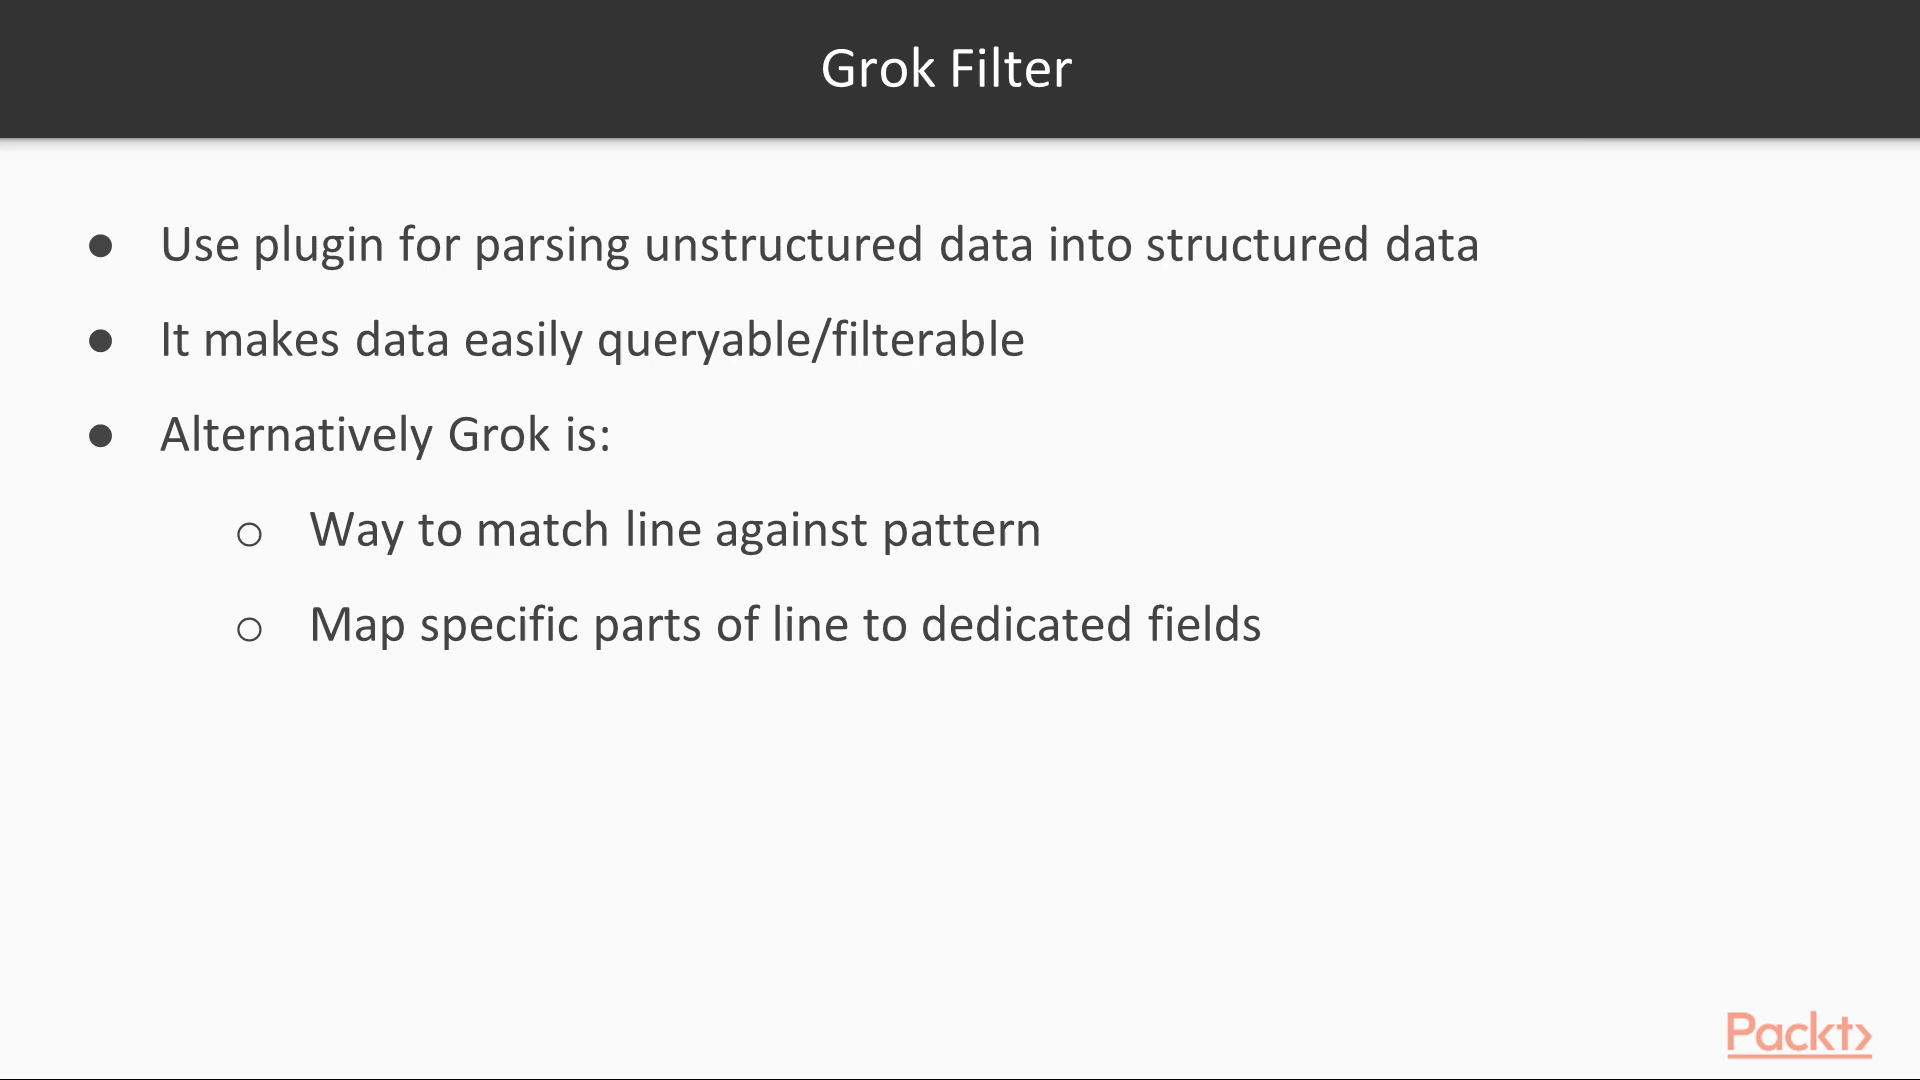 Grok Filter
● Use plugin for parsing unstructured data into structured data
● It makes data easily queryable/filterable
● Alternatively Grok is:
○ Way to match line against pattern
○ Map specific parts of line to dedicated fields
Packt>